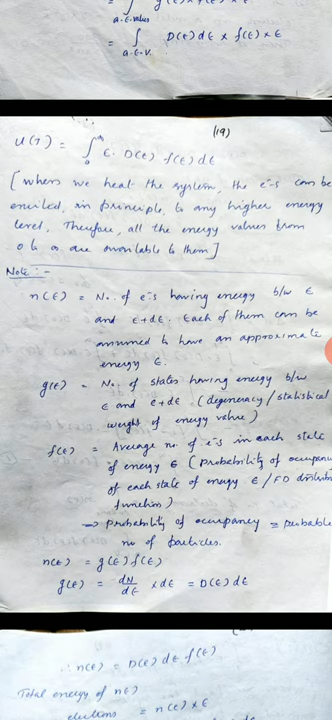 = ∫ g(ε) × f(ε) × ε
a.ε.values
= ∫ D(ε) dε × f(ε) × ε
a.ε.v.
(19)
u(T) = ∫₀^∞ ε. D(ε) f(ε) dε
[When we heat the system, the e⁻s can be
excited, in principle, to any higher energy
level, Therefore, all the energy values from
0 to ∞ are available to them]
Note:-
n(ε) = No. of e⁻s having energy b/w ε
and ε+dε. Each of them can be
assumed to have an approximate
energy ε.
g(ε) = No. of states having energy b/w
ε and ε+dε (degeneracy/statistical
weight of energy value)
f(ε) = Average no. of e⁻s in each state
of energy ε (Probability of
of each state of energy ε/FD
function)
⇒ probability of occupancy = probable
no of particles.
n(ε) = g(ε) f(ε)
g(ε) = dN/dε × dε = D(ε) dε
∴ n(ε) = D(ε) dε f(ε)
Total energy of n(ε)
electrons = n(ε) × ε